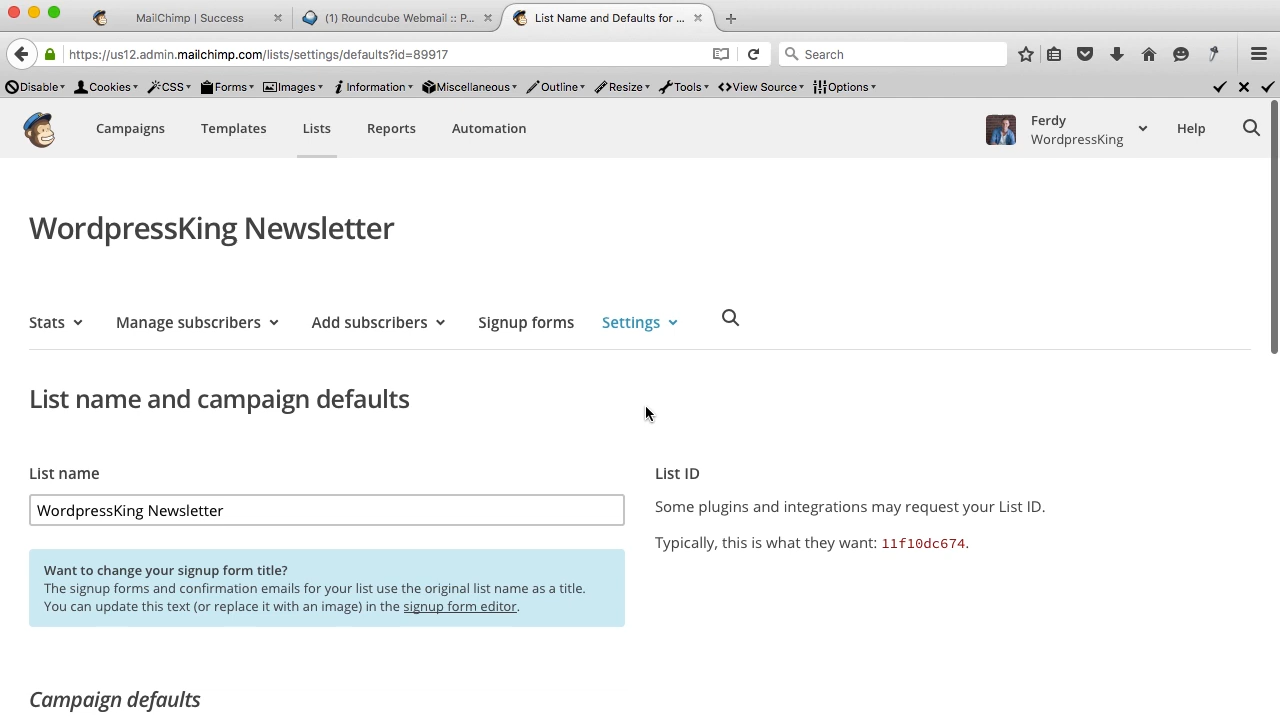 MailChimp | Success
(1) Roundcube Webmail :: P...
List Name and Defaults for ...
https://us12.admin.mailchimp.com/lists/settings/defaults?id=89917
Search
Disable
Cookies
CSS
Forms
Images
Information
Miscellaneous
Outline
Resize
Tools
View Source
Options
Campaigns
Templates
Lists
Reports
Automation
Ferdy
WordpressKing
Help
WordpressKing Newsletter
Stats
Manage subscribers
Add subscribers
Signup forms
Settings
List name and campaign defaults
List name
WordpressKing Newsletter
Want to change your signup form title?
The signup forms and confirmation emails for your list use the original list name as a title.
You can update this text (or replace it with an image) in the signup form editor.
List ID
Some plugins and integrations may request your List ID.
Typically, this is what they want: 11f10dc674.
Campaign defaults